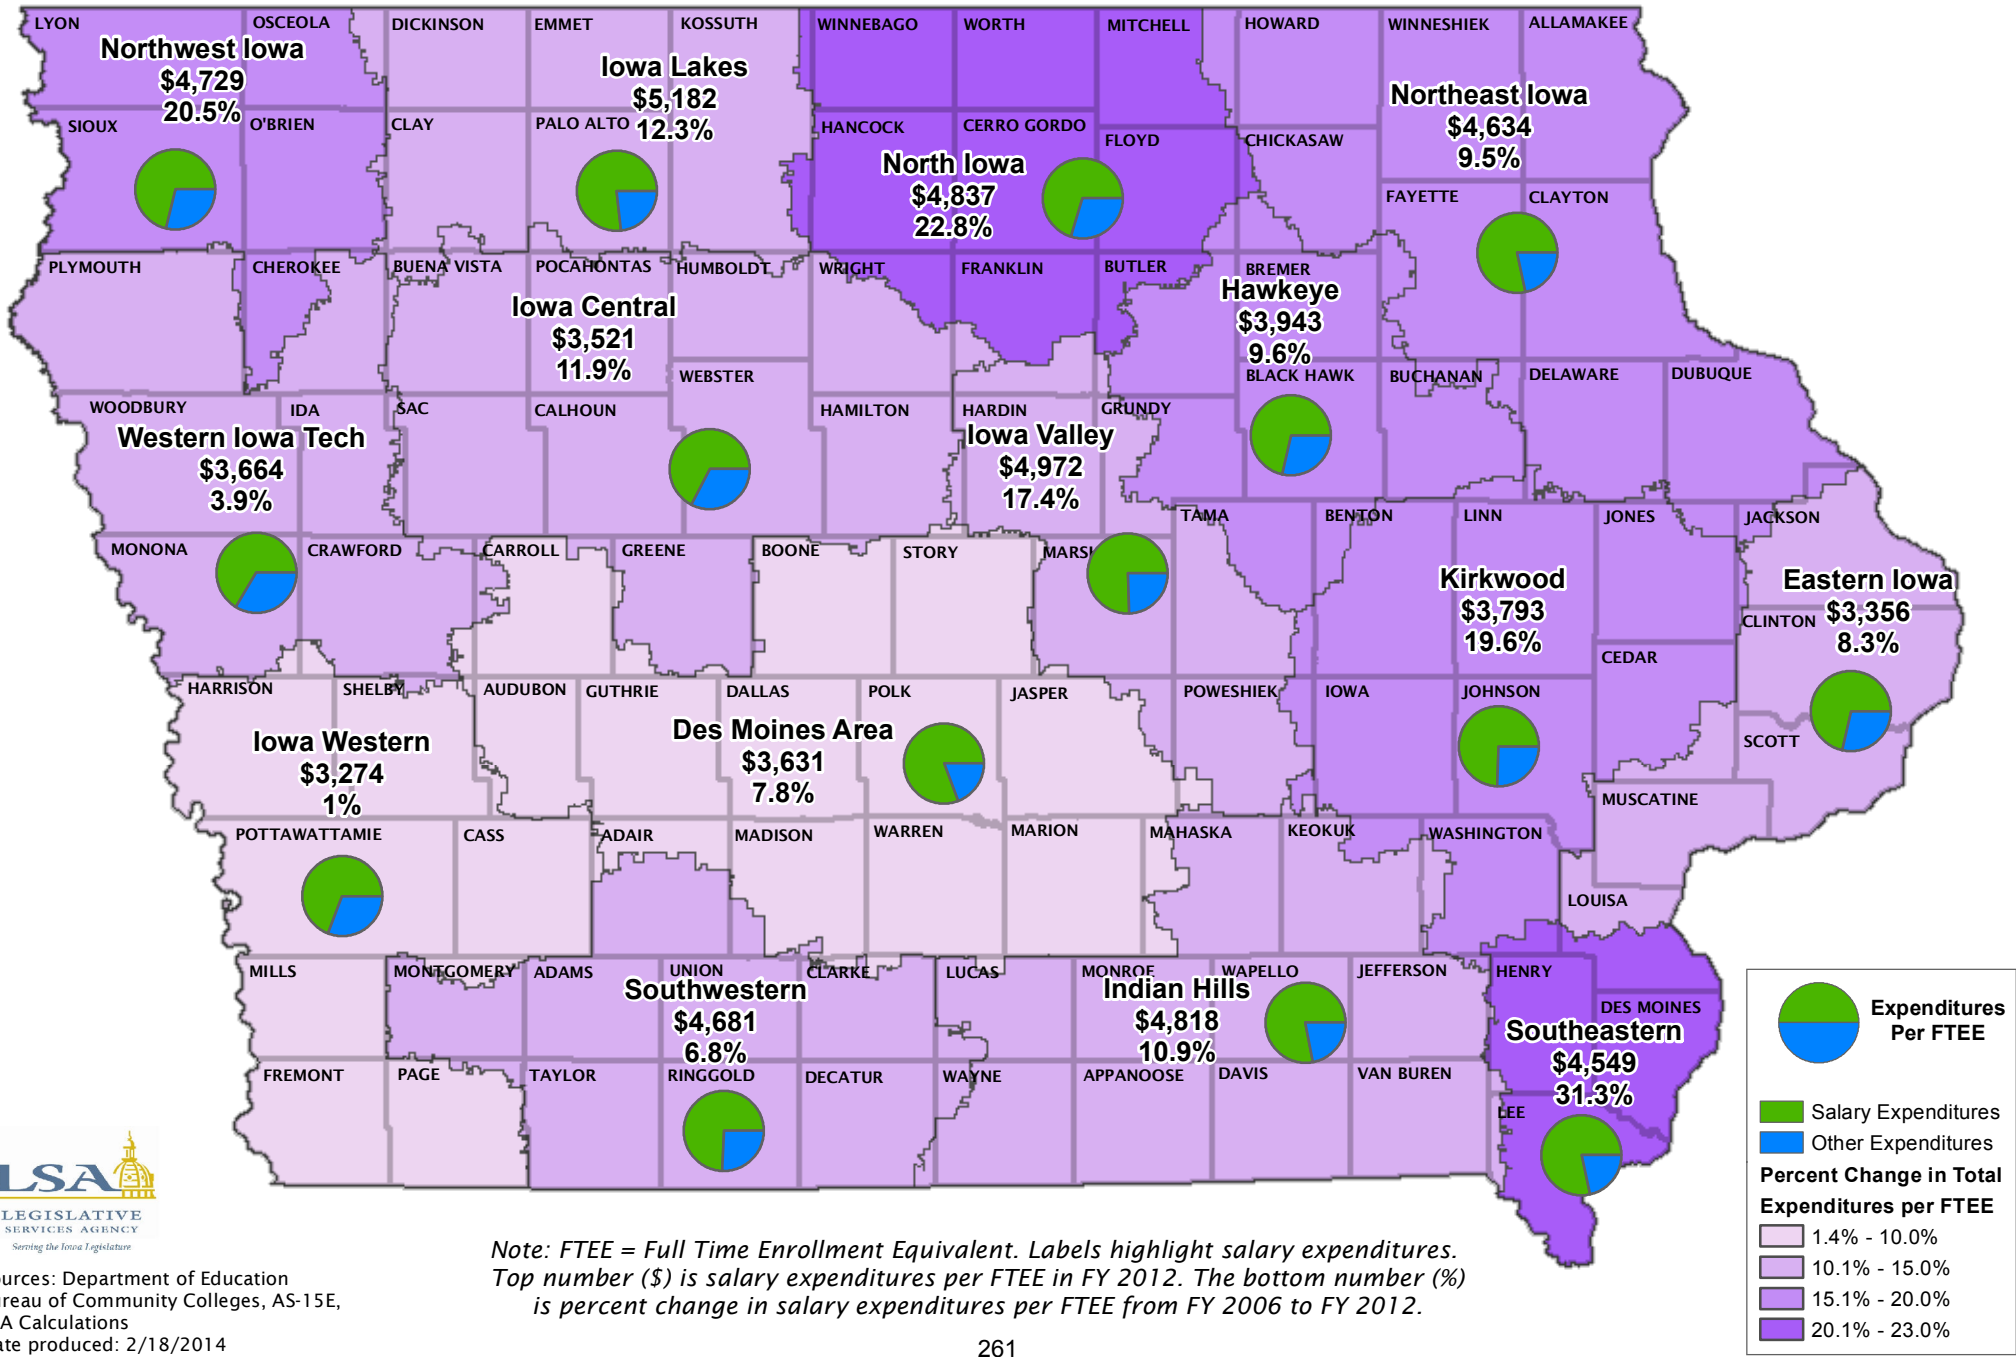 LYON
OSCEOLA
DICKINSON
EMMET
KOSSUTH
WINNEBAGO
WORTH
MITCHELL
HOWARD
WINNESHIEK
ALLAMAKEE
Northwest Iowa
$4,729
20.5%
Iowa Lakes
$5,182
12.3%
Northeast Iowa
$4,634
9.5%
SIOUX
O'BRIEN
CLAY
PALO ALTO
HANCOCK
CERRO GORDO
FLOYD
CHICKASAW
North Iowa
$4,837
22.8%
FAYETTE
CLAYTON
PLYMOUTH
CHEROKEE
BUENA VISTA
POCAHONTAS
HUMBOLDT
WRIGHT
FRANKLIN
BUTLER
BREMER
Iowa Central
$3,521
11.9%
Hawkeye
$3,943
9.6%
WEBSTER
BLACK HAWK
BUCHANAN
DELAWARE
DUBUQUE
WOODBURY
IDA
SAC
CALHOUN
HAMILTON
HARDIN
GRUNDY
Western Iowa Tech
$3,664
3.9%
Iowa Valley
$4,972
17.4%
TAMA
BENTON
LINN
JONES
JACKSON
MONONA
CRAWFORD
CARROLL
GREENE
BOONE
STORY
MARSH
Kirkwood
$3,793
19.6%
Eastern Iowa
$3,356
8.3%
CLINTON
CEDAR
HARRISON
SHELBY
AUDUBON
GUTHRIE
DALLAS
POLK
JASPER
POWESHIEK
IOWA
JOHNSON
Iowa Western
$3,274
1%
Des Moines Area
$3,631
7.8%
SCOTT
MUSCATINE
POTTAWATTAMIE
CASS
ADAIR
MADISON
WARREN
MARION
MAHASKA
KEOKUK
WASHINGTON
LOUISA
MILLS
MONTGOMERY
ADAMS
UNION
CLARKE
LUCAS
MONROE
WAPELLO
JEFFERSON
HENRY
DES MOINES
Southwestern
$4,681
6.8%
Indian Hills
$4,818
10.9%
Southeastern
$4,549
31.3%
FREMONT
PAGE
TAYLOR
RINGGOLD
DECATUR
WAYNE
APPANOOSE
DAVIS
VAN BUREN
LEE
Expenditures
Per FTEE
Salary Expenditures
Other Expenditures
Percent Change in Total
Expenditures per FTEE
1.4% - 10.0%
10.1% - 15.0%
15.1% - 20.0%
20.1% - 23.0%
LSA
LEGISLATIVE
SERVICES AGENCY
Serving the Iowa Legislature
ources: Department of Education
ureau of Community Colleges, AS-15E,
A Calculations
ate produced: 2/18/2014
Note: FTEE = Full Time Enrollment Equivalent. Labels highlight salary expenditures.
Top number ($) is salary expenditures per FTEE in FY 2012. The bottom number (%)
is percent change in salary expenditures per FTEE from FY 2006 to FY 2012.
261